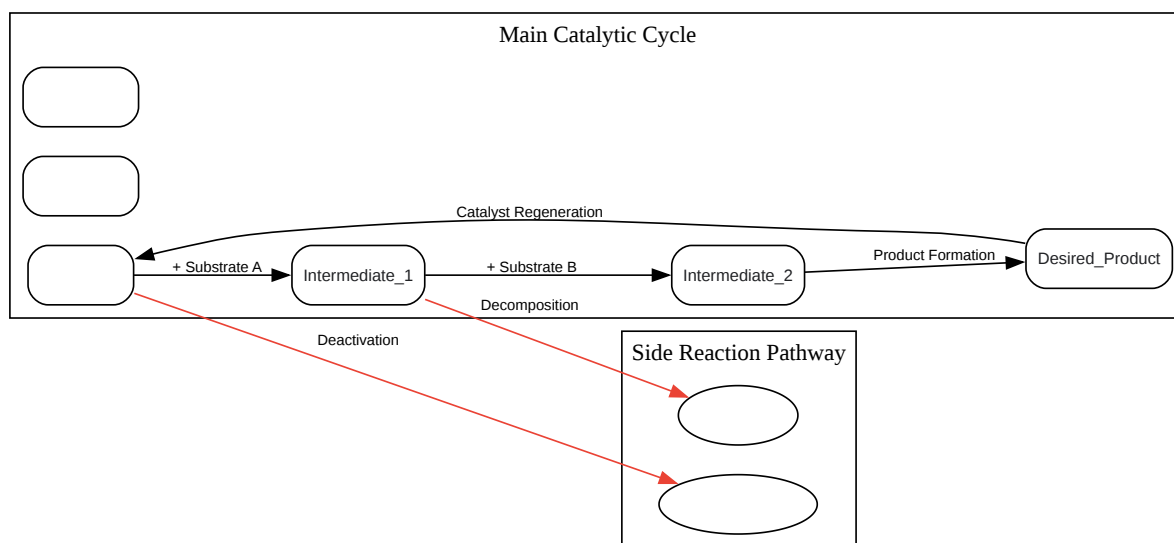 Main Catalytic Cycle
Catalyst Regeneration
+ Substrate A
Intermediate_1
+ Substrate B
Intermediate_2
Product Formation
Desired_Product
Decomposition
Deactivation
Side Reaction Pathway